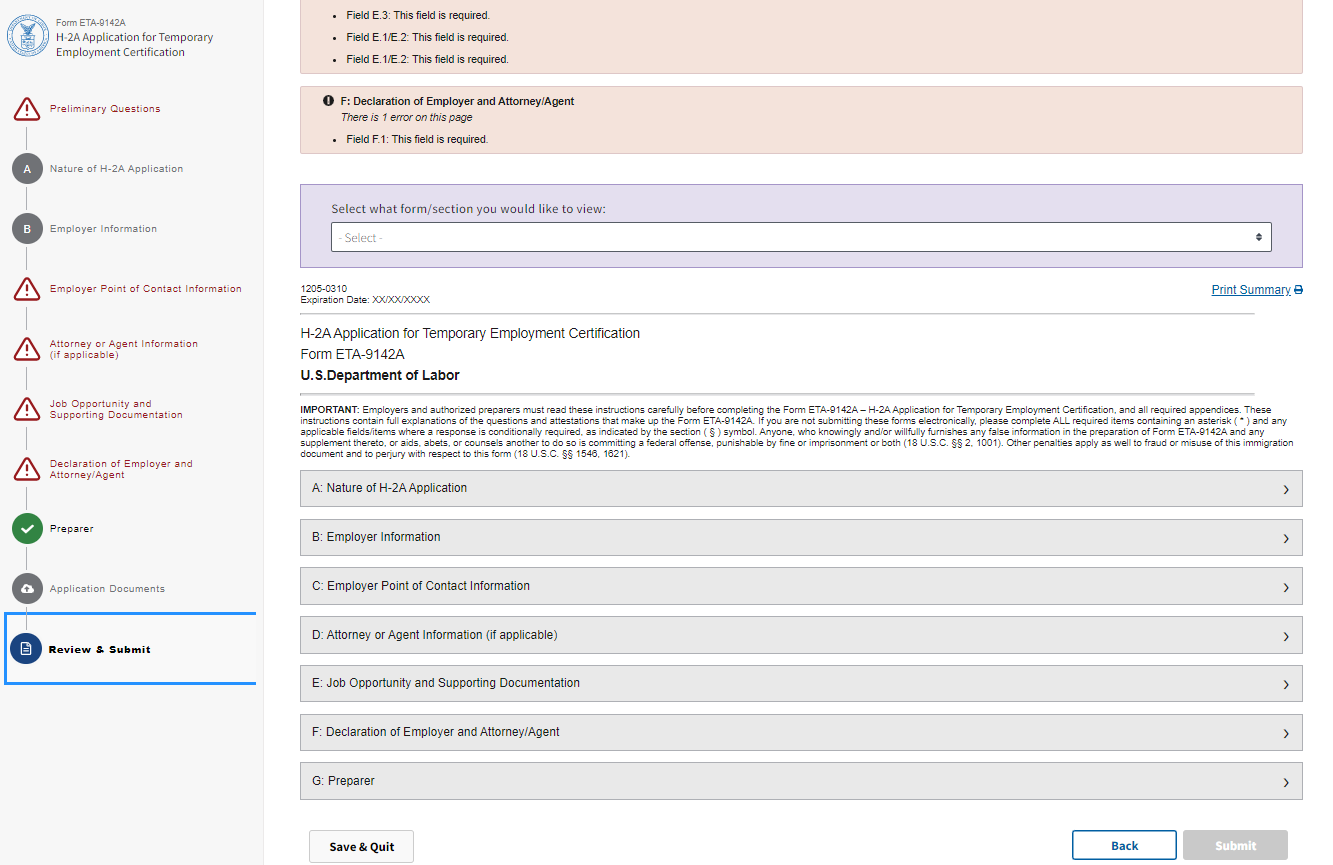 Form ETA-9142A
H-2A Application for Temporary
Employment Certification
Preliminary Questions
A
Nature of H-2A Application
B
Employer Information
Employer Point of Contact Information
Attorney or Agent Information
(if applicable)
Job Opportunity and
Supporting Documentation
Declaration of Employer and
Attorney/Agent
Preparer
Application Documents
Review & Submit
Field E.3: This field is required.
Field E.1/E.2: This field is required.
Field E.1/E.2: This field is required.
F: Declaration of Employer and Attorney/Agent
There is 1 error on this page
Field F.1: This field is required.
Select what form/section you would like to view:
- Select -
1205-0310
Expiration Date: XX/XX/XXXX
Print Summary
H-2A Application for Temporary Employment Certification
Form ETA-9142A
U.S.Department of Labor
IMPORTANT: Employers and authorized preparers must read these instructions carefully before completing the Form ETA-9142A – H-2A Application for Temporary Employment Certification, and all required appendices. These
instructions contain full explanations of the questions and attestations that make up the Form ETA-9142A. If you are not submitting these forms electronically, please complete ALL required items containing an asterisk ( * ) and any
applicable fields/items where a response is conditionally required, as indicated by the section ( § ) symbol. Anyone, who knowingly and/or willfully furnishes any false information in the preparation of Form ETA-9142A and any
supplement thereto, or aids, abets, or counsels another to do so is committing a federal offense, punishable by fine or imprisonment or both (18 U.S.C. §§ 2, 1001). Other penalties apply as well to fraud or misuse of this immigration
document and to perjury with respect to this form (18 U.S.C. §§ 1546, 1621).
A: Nature of H-2A Application
B: Employer Information
C: Employer Point of Contact Information
D: Attorney or Agent Information (if applicable)
E: Job Opportunity and Supporting Documentation
F: Declaration of Employer and Attorney/Agent
G: Preparer
Save & Quit
Back
Submit